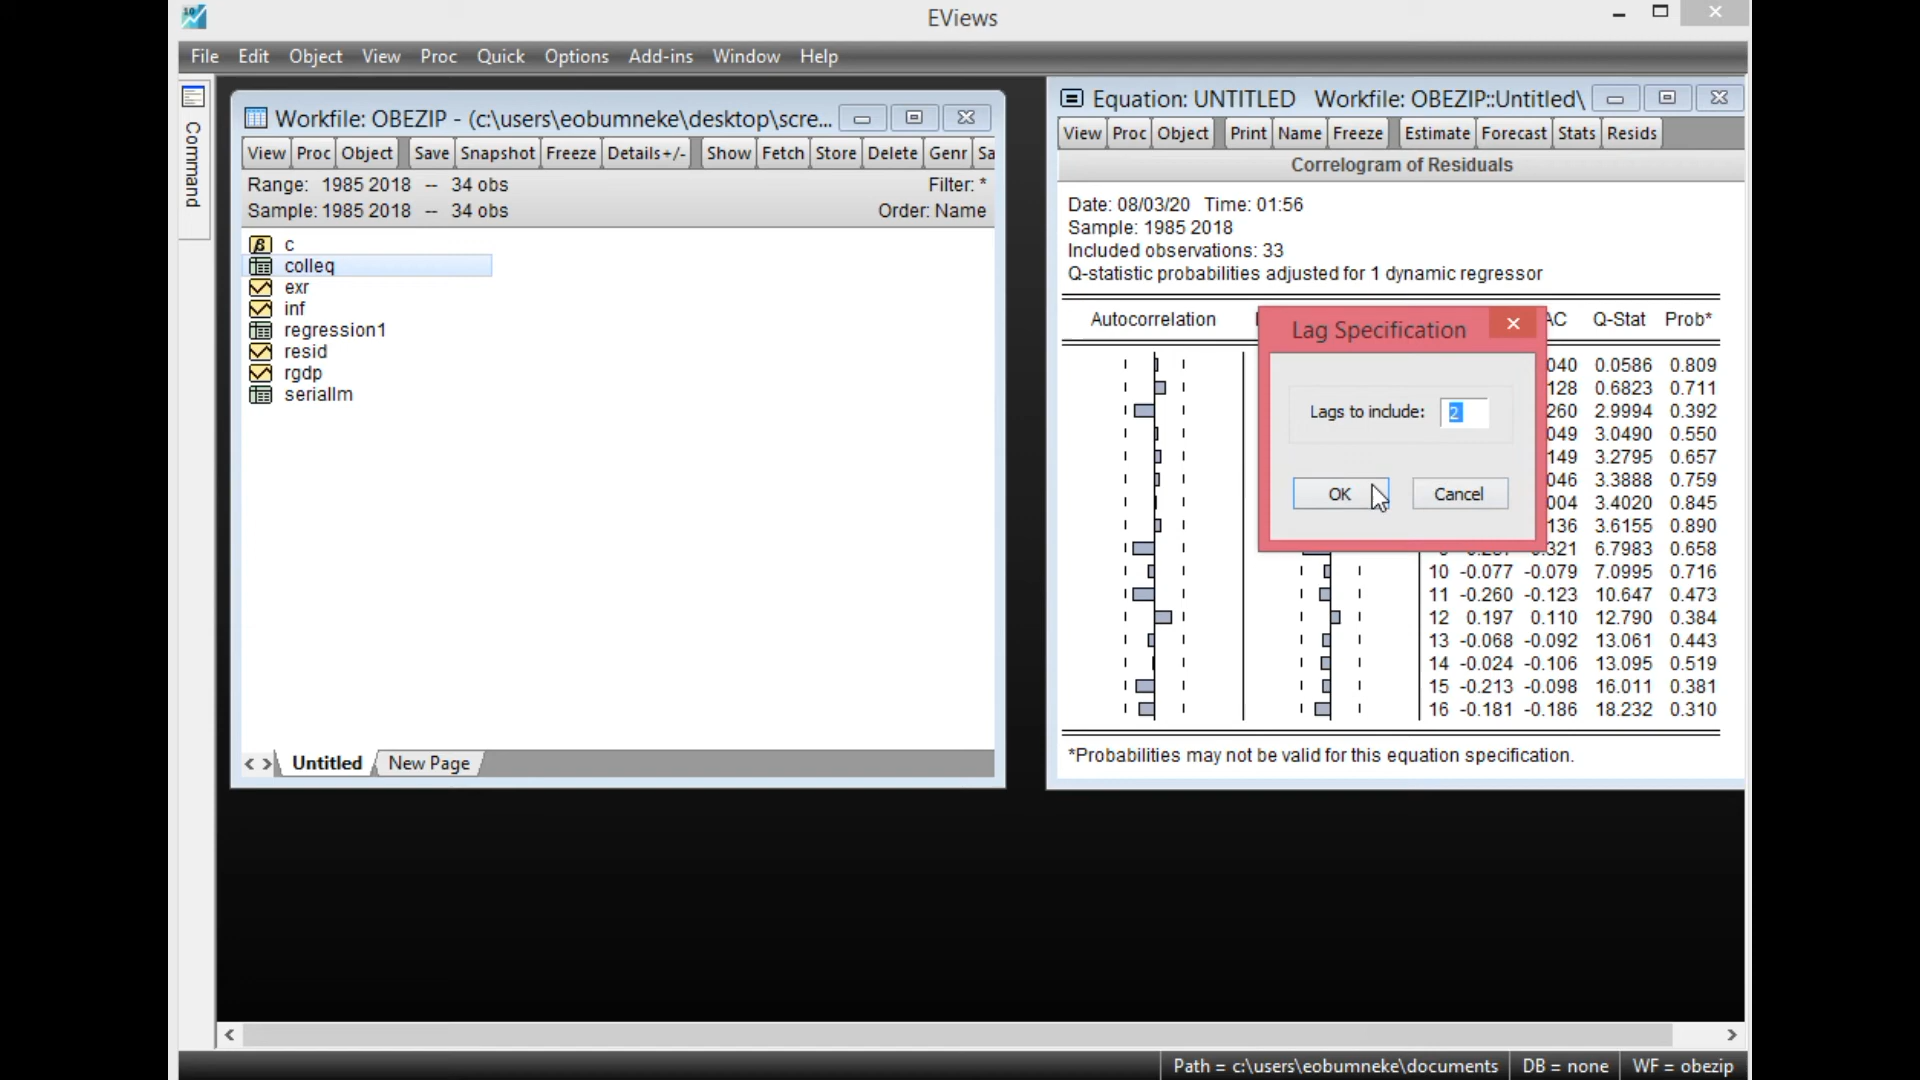 EViews
File Edit Object View Proc Quick Options Add-ins Window Help
Command
Workfile: OBEZIP - (c:\users\eobumneke\desktop\scre...
View Proc Object Save Snapshot Freeze Details+/- Show Fetch Store Delete Genr Sa
Range: 1985 2018 -- 34 obs
Filter: *
Sample: 1985 2018 -- 34 obs
Order: Name
c
colleq
exr
inf
regression1
resid
rgdp
seriallm
< > Untitled New Page
Equation: UNTITLED Workfile: OBEZIP::Untitled\
View Proc Object Print Name Freeze Estimate Forecast Stats Resids
Correlogram of Residuals
Date: 08/03/20 Time: 01:56
Sample: 1985 2018
Included observations: 33
Q-statistic probabilities adjusted for 1 dynamic regressor
Autocorrelation AC Q-Stat Prob*
040 0.0586 0.809
128 0.6823 0.711
260 2.9994 0.392
049 3.0490 0.550
149 3.2795 0.657
046 3.3888 0.759
004 3.4020 0.845
136 3.6155 0.890
.321 6.7983 0.658
10 -0.077 -0.079 7.0995 0.716
11 -0.260 -0.123 10.647 0.473
12 0.197 0.110 12.790 0.384
13 -0.068 -0.092 13.061 0.443
14 -0.024 -0.106 13.095 0.519
15 -0.213 -0.098 16.011 0.381
16 -0.181 -0.186 18.232 0.310
*Probabilities may not be valid for this equation specification.
Lag Specification
Lags to include: 2
OK Cancel
Path = c:\users\eobumneke\documents DB = none WF = obezip